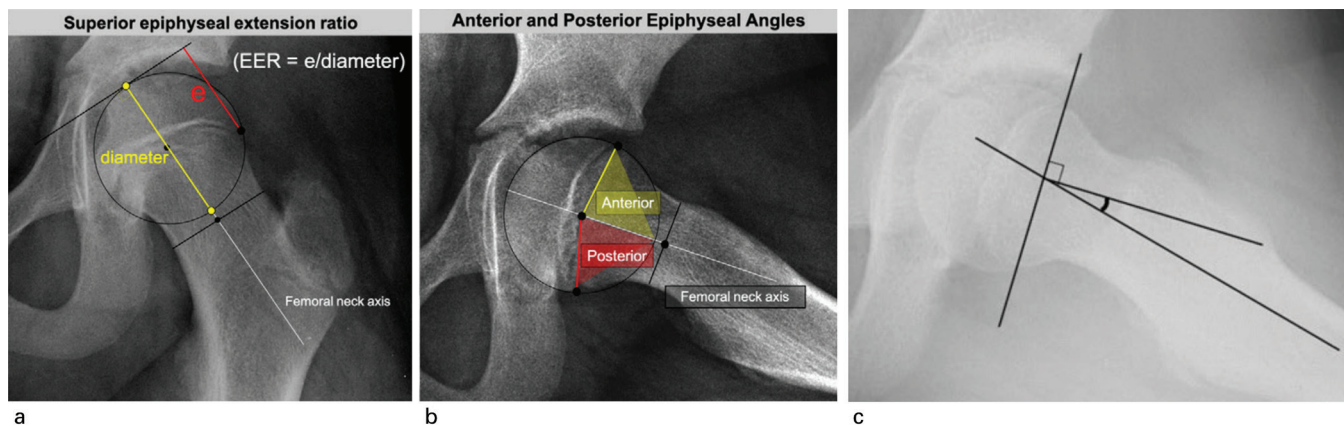 Superior epiphyseal extension ratio
(EER = e/diameter)
e
diameter
Femoral neck axis
a
Anterior and Posterior Epiphyseal Angles
Anterior
Posterior
Femoral neck axis
b
c